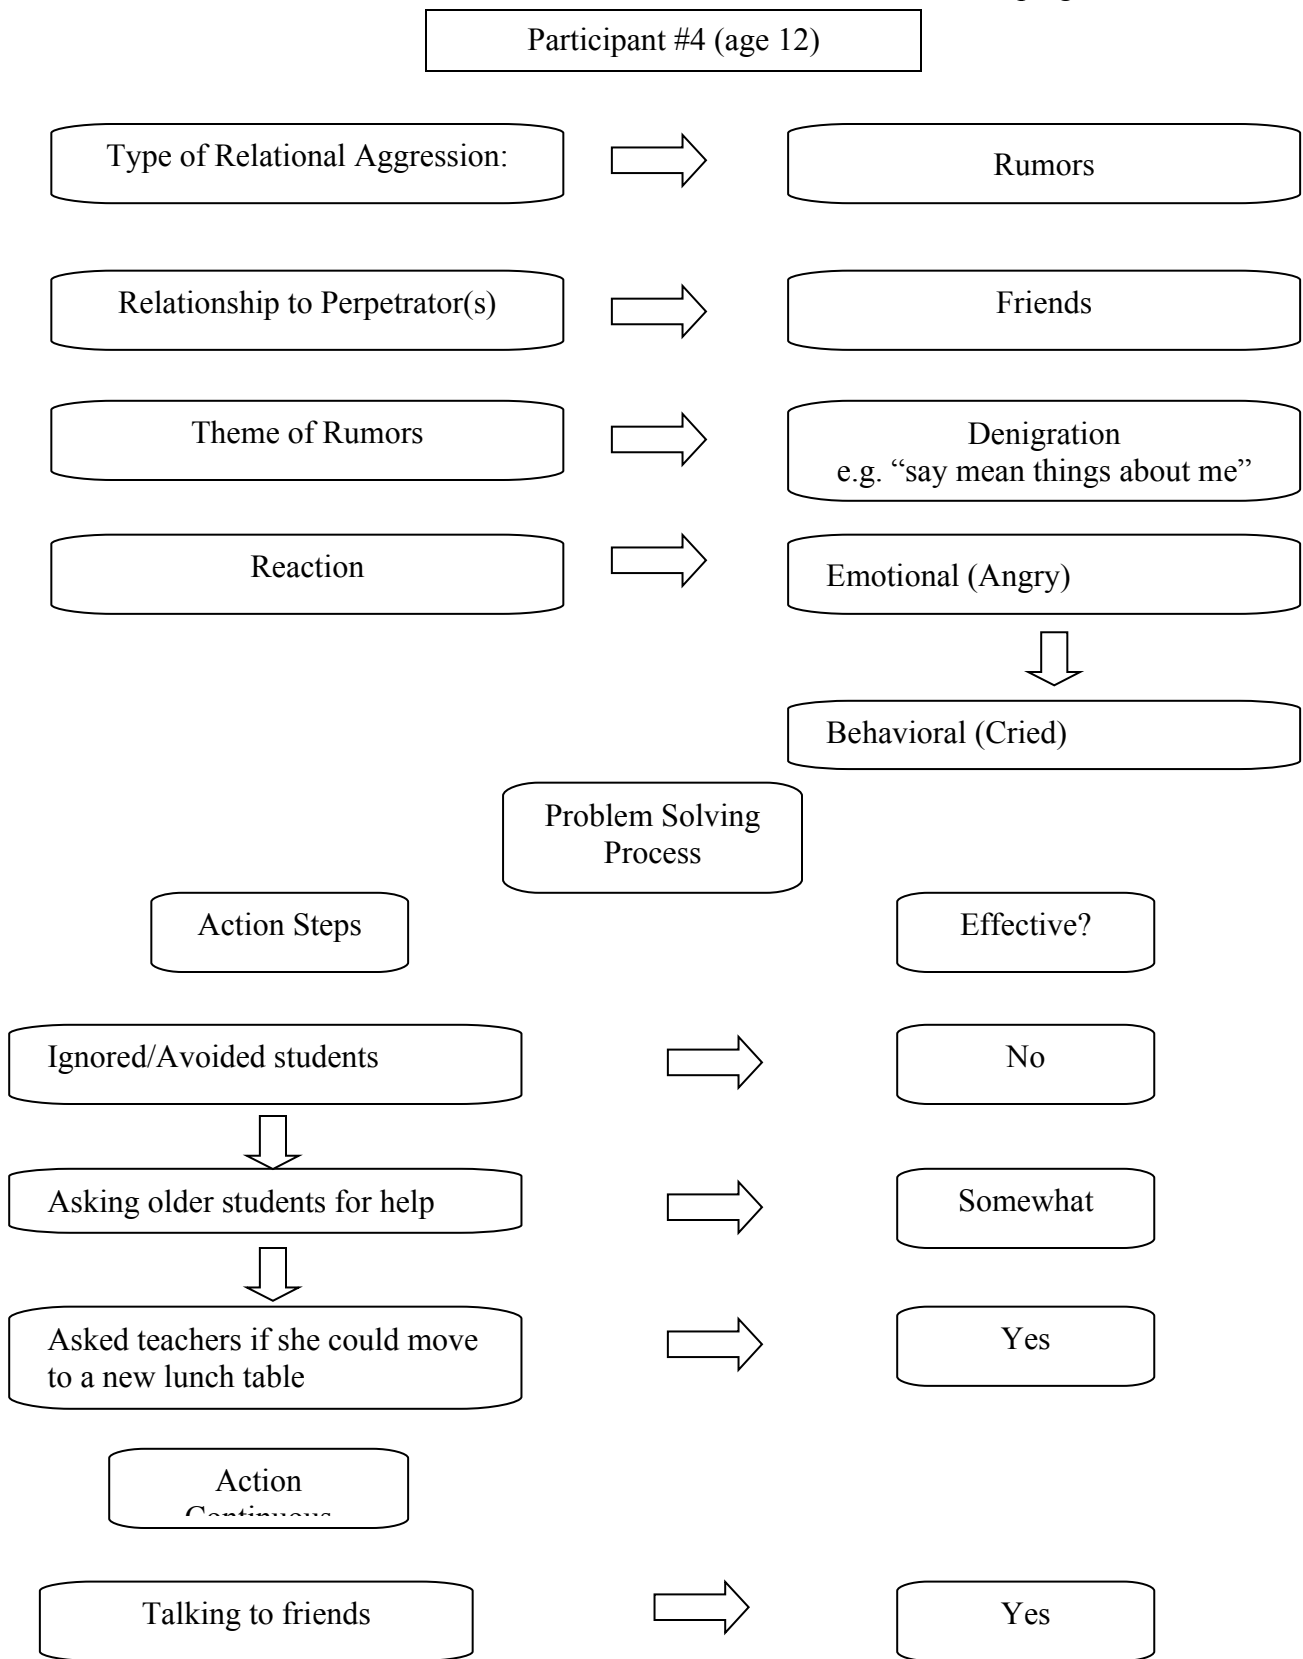 Participant #4 (age 12)
Type of Relational Aggression:
Rumors
Relationship to Perpetrator(s)
Friends
Theme of Rumors
Denigration
e.g. “say mean things about me”
Reaction
Emotional (Angry)
Behavioral (Cried)
Problem Solving
Process
Action Steps
Effective?
Ignored/Avoided students
No
Asking older students for help
Somewhat
Asked teachers if she could move
to a new lunch table
Yes
Action
Continuous
Talking to friends
Yes